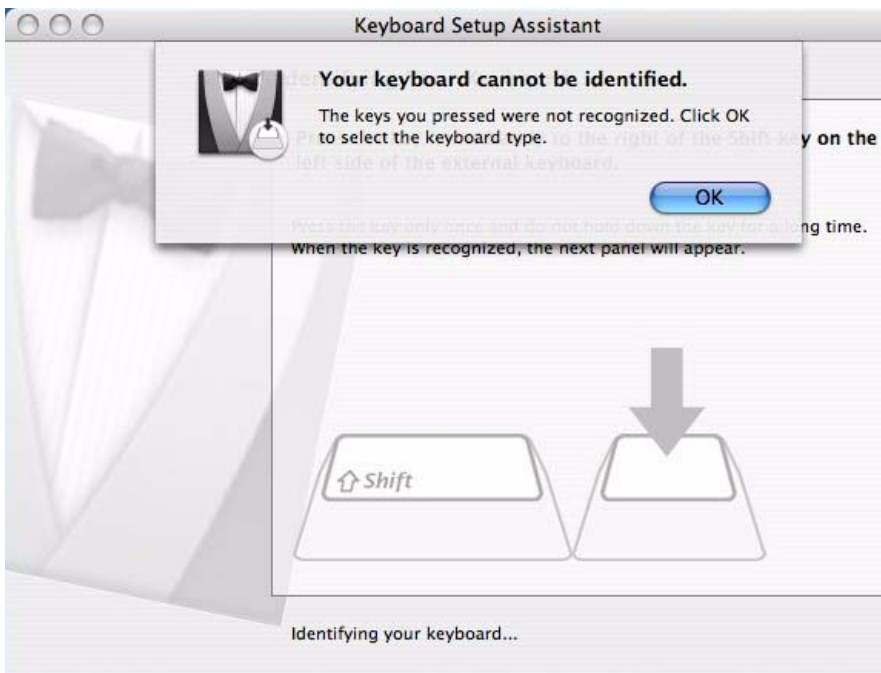 Keyboard Setup Assistant
Your keyboard cannot be identified.
The keys you pressed were not recognized. Click OK
to select the keyboard type.
to the right of the Shift key on the
left side of the external keyboard.
OK
Press the key only once and do not hold down the key for a long time.
When the key is recognized, the next panel will appear.
Shift
Identifying your keyboard...